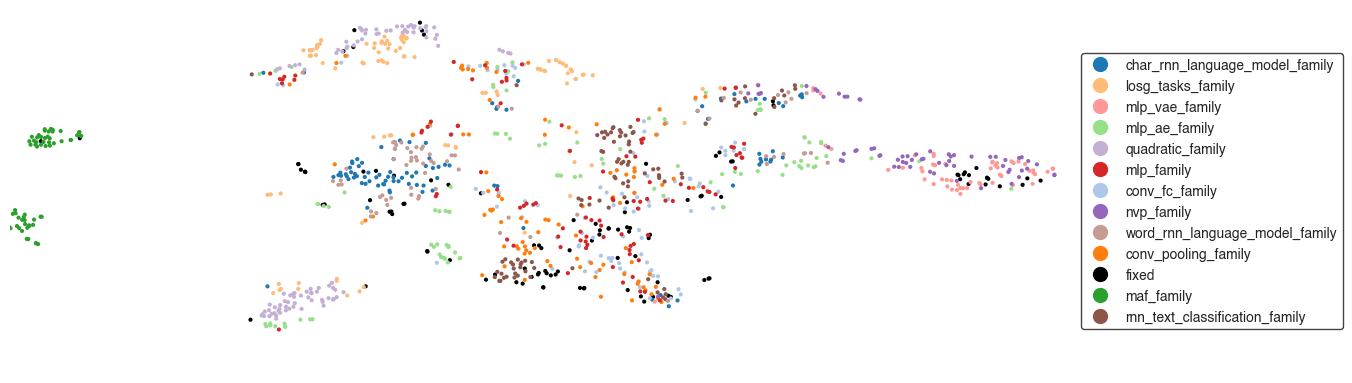 char_rnn_language_model_family
losg_tasks_family
mlp_vae_family
mlp_ae_family
quadratic_family
mlp_family
conv_fc_family
nvp_family
word_rnn_language_model_family
conv_pooling_family
fixed
maf_family
rnn_text_classification_family